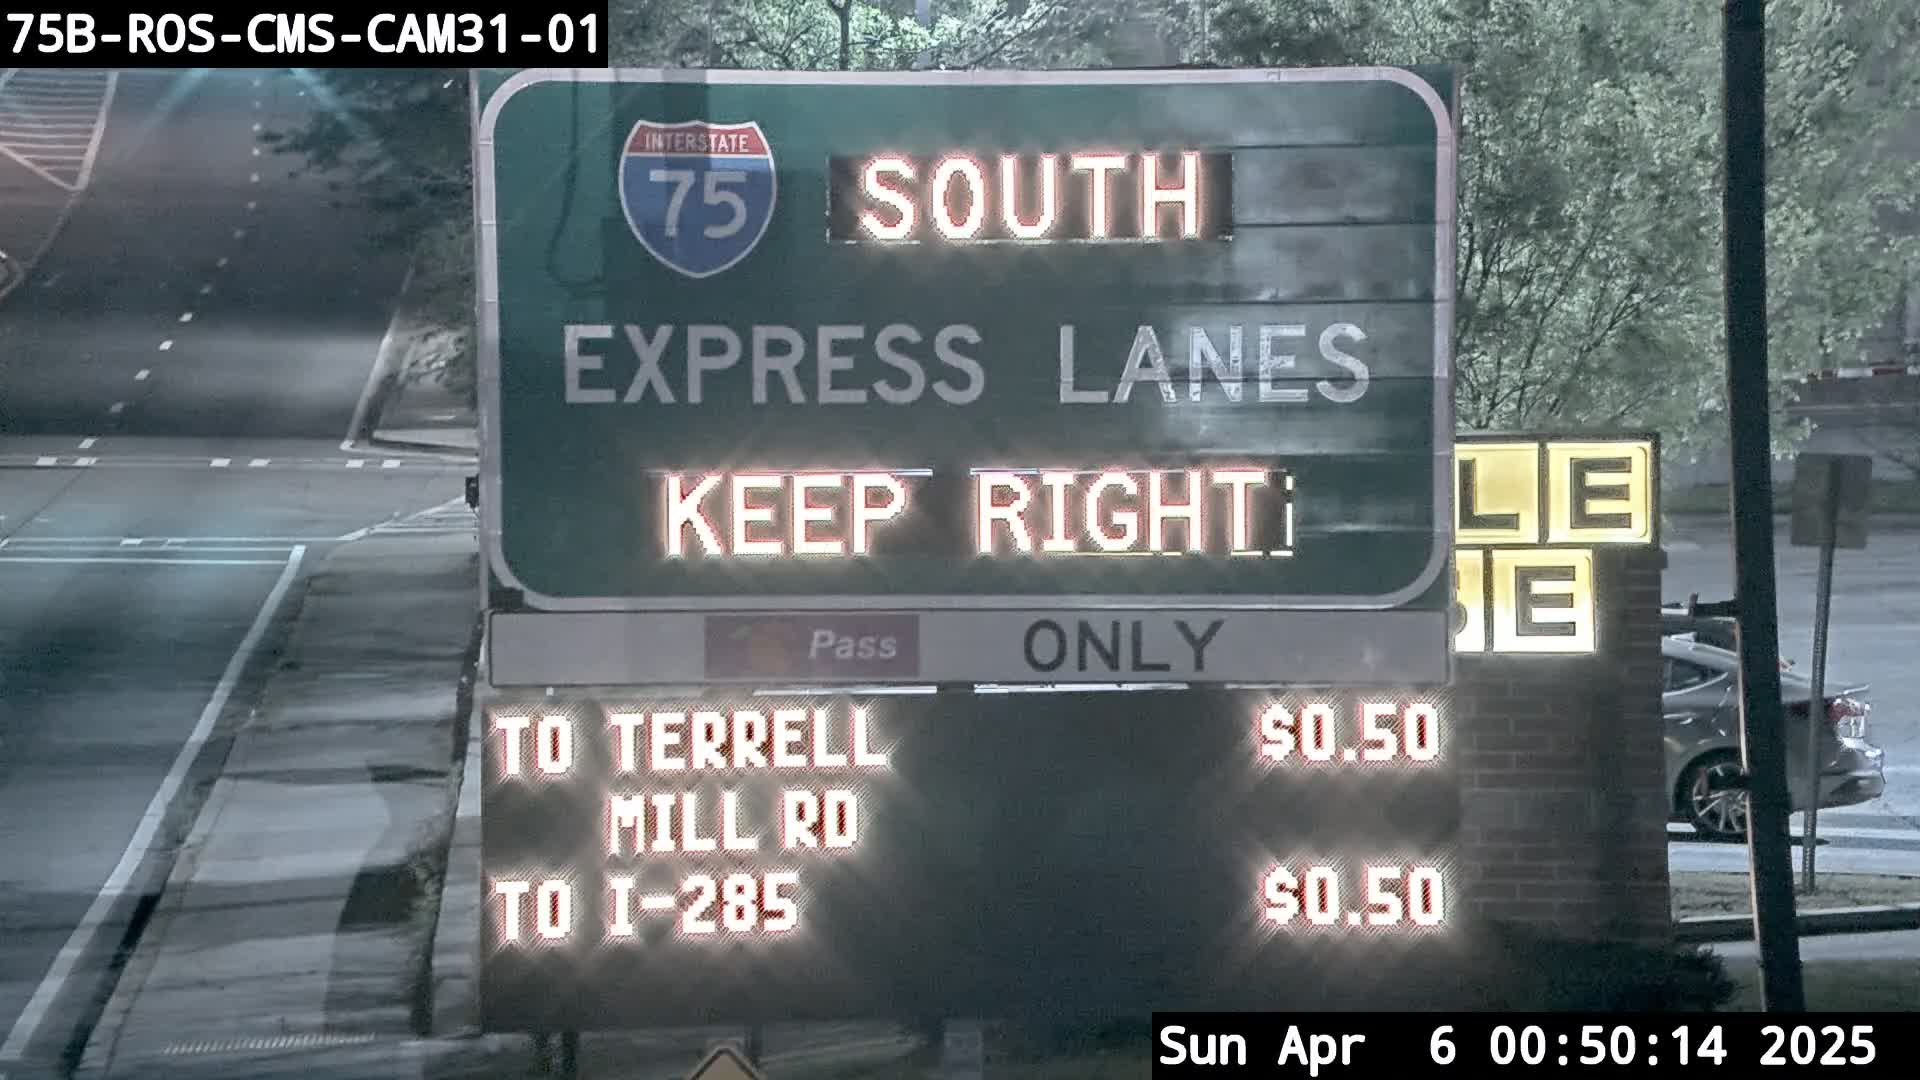 75B-ROS-CMS-CAM31-01
INTERSTATE
75
SOUTH
EXPRESS LANES
KEEP RIGHT
Pass ONLY
TO TERRELL $0.50
MILL RD
TO I-285 $0.50
LE
E
Sun Apr 6 00:50:14 2025